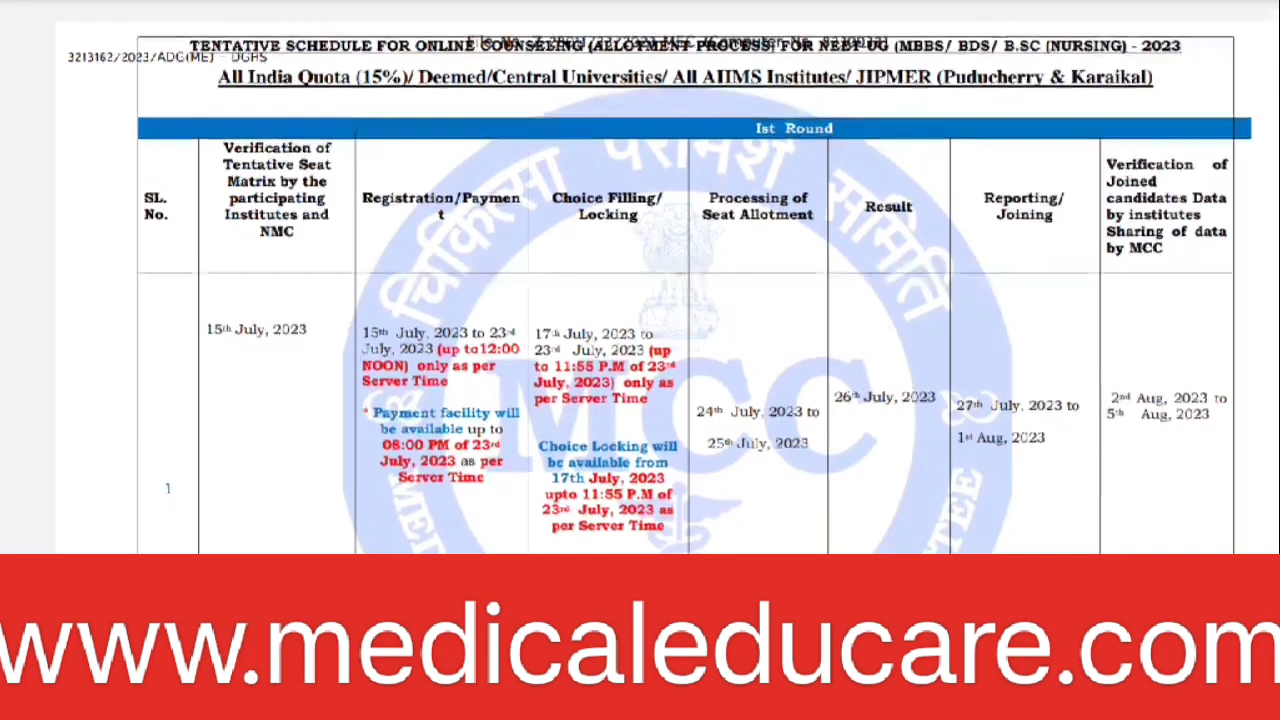 TENTATIVE SCHEDULE FOR ONLINE COUNSELING (ALLOTMENT PROCESS) FOR NEET-UG (MBBS/ BDS/ B.SC (NURSING) - 2023
3213162/2023/ADG(ME) - DGHS
All India Quota (15%)/ Deemed/Central Universities/ All AIIMS Institutes/ JIPMER (Puducherry & Karaikal)
Ist Round
SL.
No.
Verification of
Tentative Seat
Matrix by the
participating
Institutes and
NMC
Registration/Paymen
t
Choice Filling/
Locking
Processing of
Seat Allotment
Result
Reporting/
Joining
Verification of
Joined
candidates Data
by institutes
Sharing of data
by MCC
1
15th July, 2023
15th July, 2023 to 23rd
July, 2023 (up to12:00
NOON) only as per
Server Time
* Payment facility will
be available up to
08:00 PM of 23rd
July, 2023 as per
Server Time
17th July, 2023 to
23rd July, 2023 (up
to 11:55 P.M of 23rd
July, 2023) only as
per Server Time
Choice Locking will
be available from
17th July, 2023
upto 11:55 P.M of
23rd July, 2023 as
per Server Time
24th July, 2023 to
25th July, 2023
26th July, 2023
27th July, 2023 to
1st Aug, 2023
2nd Aug, 2023 to
5th Aug, 2023
चिकित्सा परामर्श समिति
MCC
www.medicaleducare.com